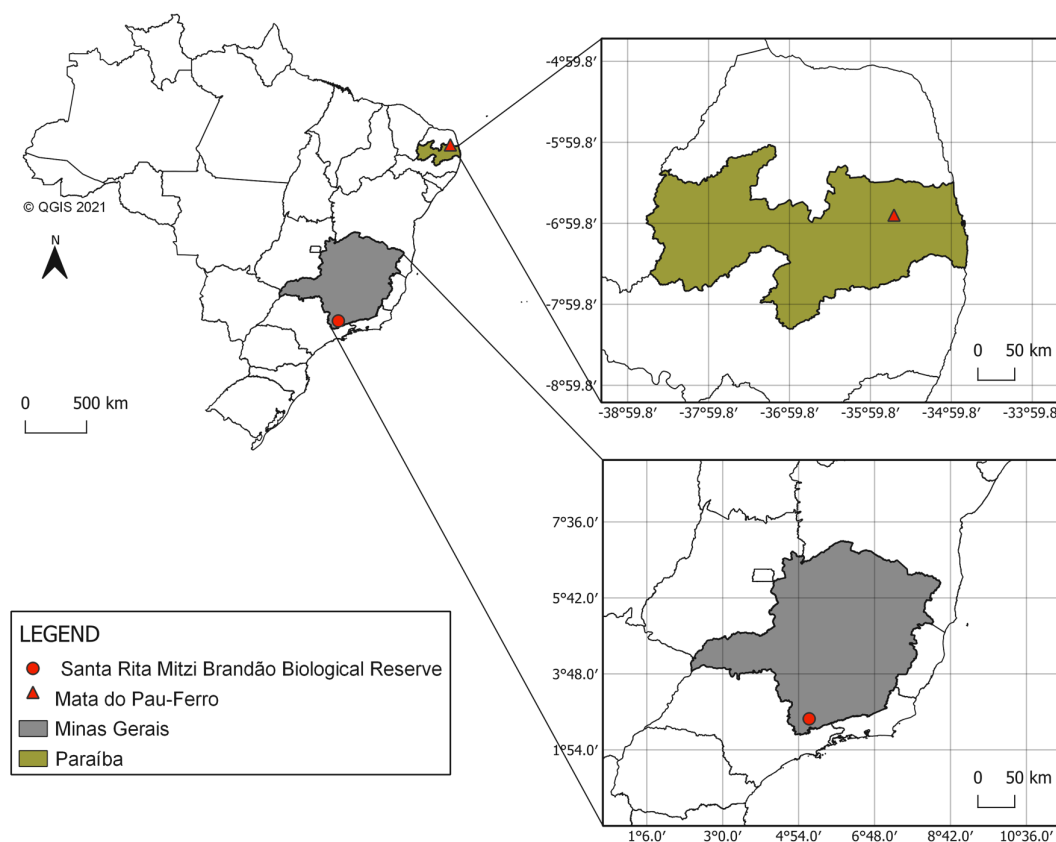 © QGIS 2021
N
0 500 km
-4°59.8'
-5°59.8'
-6°59.8'
-7°59.8'
-8°59.8'
0 50 km
-38°59.8' -37°59.8' -36°59.8' -35°59.8' -34°59.8' -33°59.8
7°36.0′
5°42.0′
3°48.0′
1°54.0′
0 50 km
1°6.0′ 3°0.0′ 4°54.0′ 6°48.0′ 8°42.0′ 10°36.0′
LEGEND
Santa Rita Mitzi Brandão Biological Reserve
Mata do Pau-Ferro
Minas Gerais
Paraíba